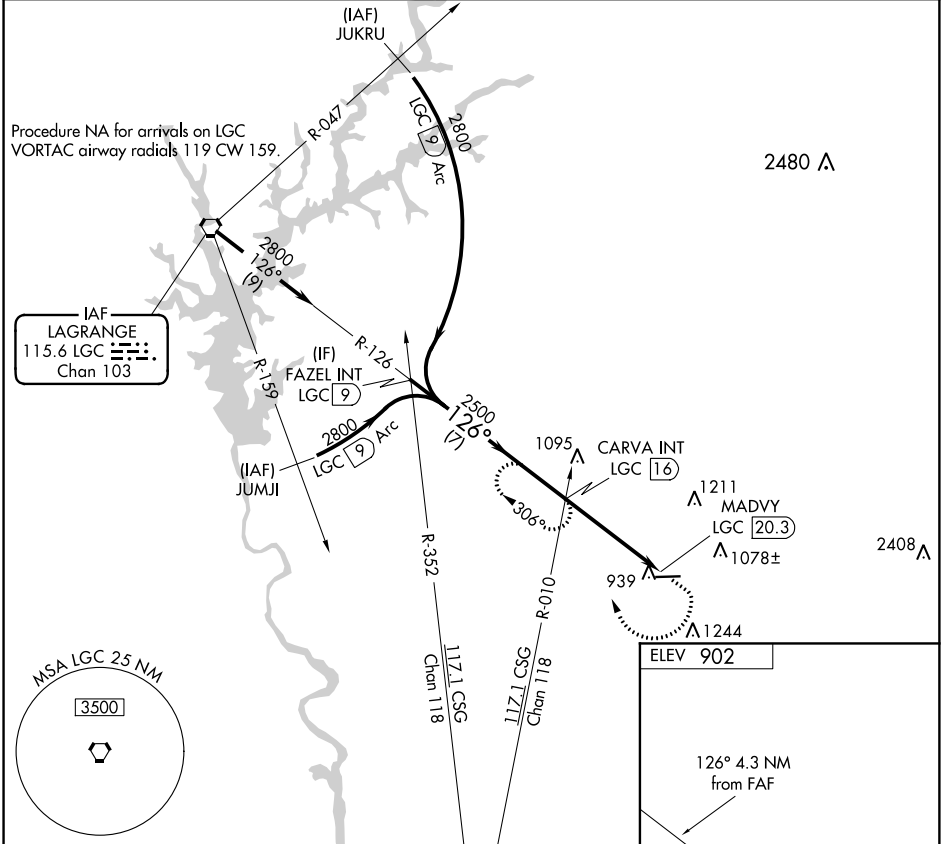 (IAF)
JUKRU
R-047
LGC 9 Arc
2800
Procedure NA for arrivals on LGC
VORTAC airway radials 119 CW 159.
2480
2800
126°
(9)
IAF
LAGRANGE
115.6 LGC
Chan 103
R-159
R-126
(IF)
FAZEL INT
LGC 9
2800
LGC 9 Arc
(IAF)
JUMJI
2500
126°
(7)
1095
CARVA INT
LGC 16
306°
1211
MADVY
LGC 20.3
1078±
2408
939
1244
R-352
R-010
117.1 CSG
Chan 118
117.1 CSG
Chan 118
MSA LGC 25 NM
3500
ELEV 902
126° 4.3 NM
from FAF